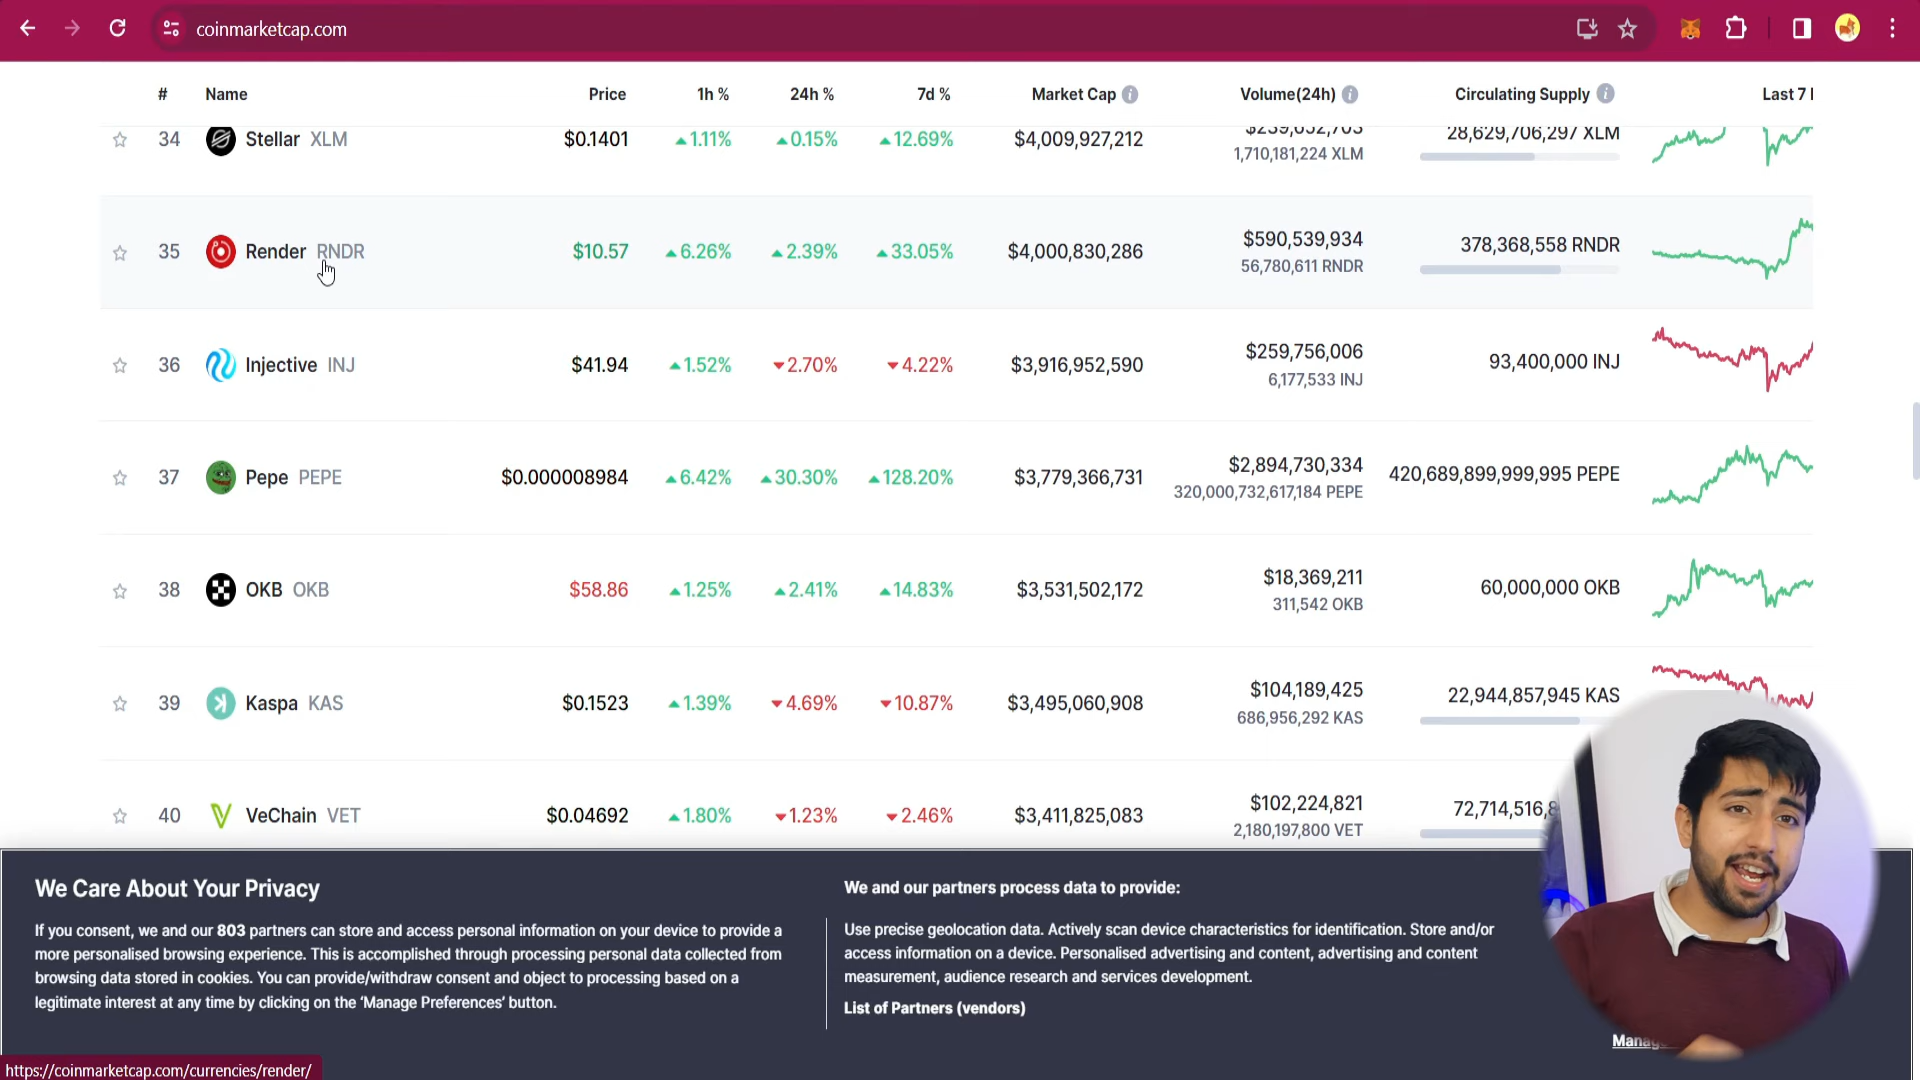 coinmarketcap.com
# Name Price 1h % 24h % 7d % Market Cap Volume(24h) Circulating Supply Last 7
34 Stellar XLM $0.1401 1.11% 0.15% 12.69% $4,009,927,212 $239,652,703 28,629,706,297 XLM
1,710,181,224 XLM
35 Render RNDR $10.57 6.26% 2.39% 33.05% $4,000,830,286 $590,539,934 378,368,558 RNDR
56,780,611 RNDR
36 Injective INJ $41.94 1.52% 2.70% 4.22% $3,916,952,590 $259,756,006 93,400,000 INJ
6,177,533 INJ
37 Pepe PEPE $0.000008984 6.42% 30.30% 128.20% $3,779,366,731 $2,894,730,334 420,689,899,999,995 PEPE
320,000,732,617,184 PEPE
38 OKB OKB $58.86 1.25% 2.41% 14.83% $3,531,502,172 $18,369,211 60,000,000 OKB
311,542 OKB
39 Kaspa KAS $0.1523 1.39% 4.69% 10.87% $3,495,060,908 $104,189,425 22,944,857,945 KAS
686,956,292 KAS
40 VeChain VET $0.04692 1.80% 1.23% 2.46% $3,411,825,083 $102,224,821 72,714,516,8
2,180,197,800 VET
We Care About Your Privacy
If you consent, we and our 803 partners can store and access personal information on your device to provide a
more personalised browsing experience. This is accomplished through processing personal data collected from
browsing data stored in cookies. You can provide/withdraw consent and object to processing based on a
legitimate interest at any time by clicking on the ‘Manage Preferences’ button.
We and our partners process data to provide:
Use precise geolocation data. Actively scan device characteristics for identification. Store and/or
access information on a device. Personalised advertising and content, advertising and content
measurement, audience research and services development.
List of Partners (vendors)
Manag
https://coinmarketcap.com/currencies/render/